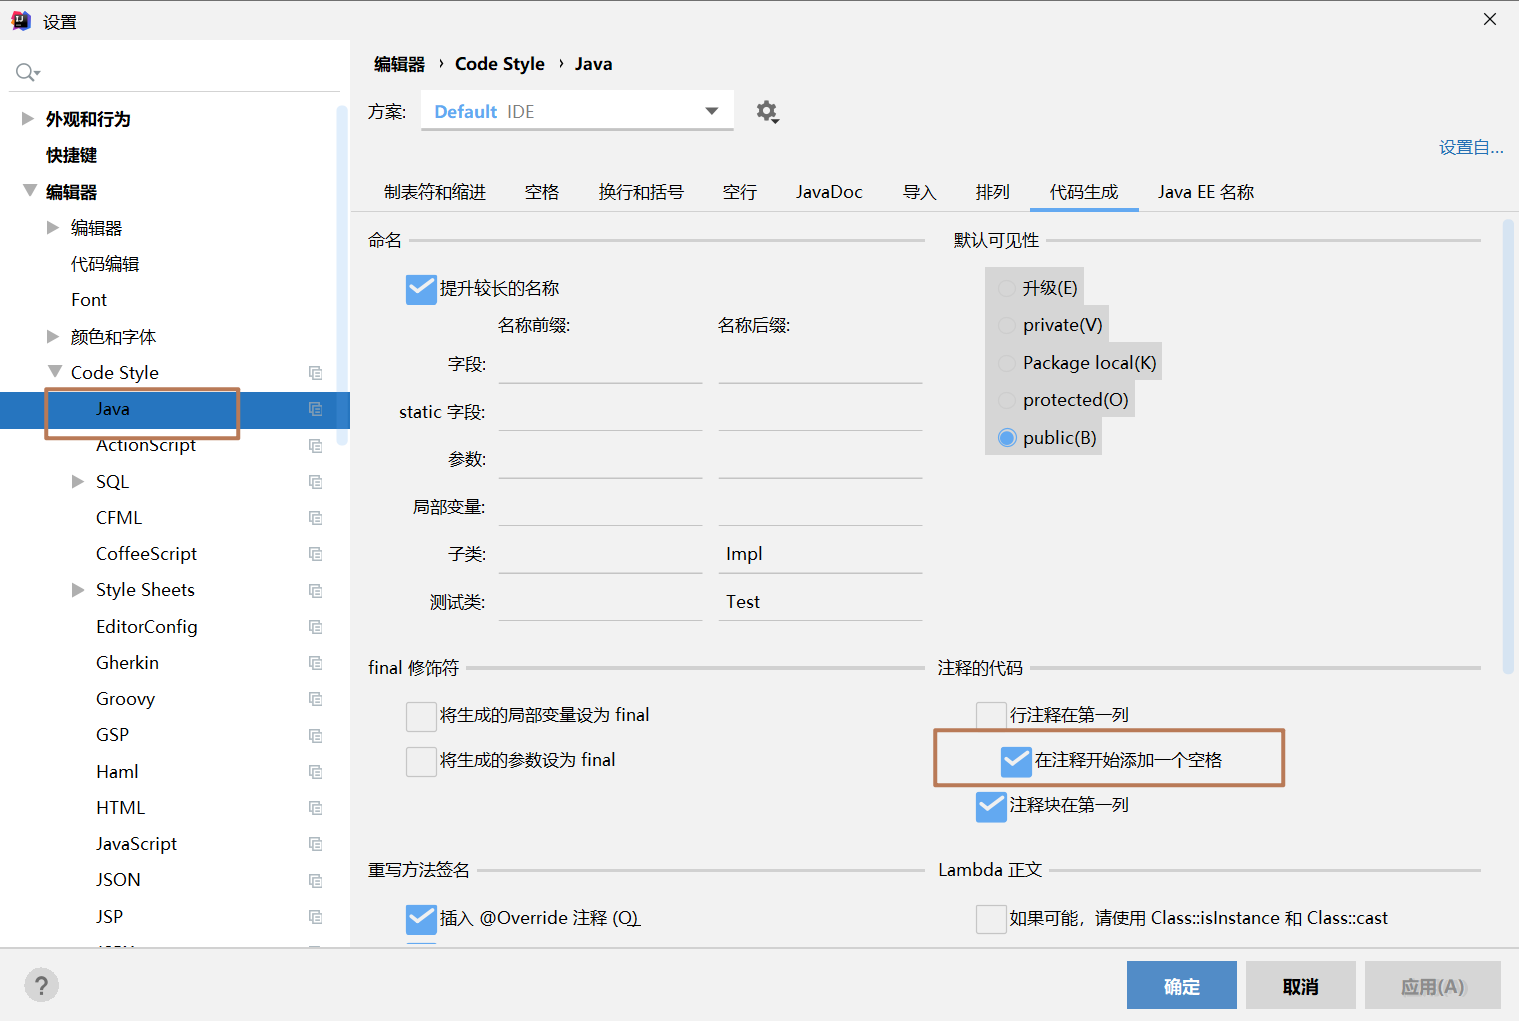 设置
外观和行为
快捷键
编辑器
编辑器
代码编辑
Font
颜色和字体
Code Style
Java
ActionScript
SQL
CFML
CoffeeScript
Style Sheets
EditorConfig
Gherkin
Groovy
GSP
Haml
HTML
JavaScript
JSON
JSP
编辑器 › Code Style › Java
方案: Default IDE
设置自...
制表符和缩进 空格 换行和括号 空行 JavaDoc 导入 排列 代码生成 Java EE 名称
命名
提升较长的名称
名称前缀: 名称后缀:
字段:
static 字段:
参数:
局部变量:
子类: Impl
测试类: Test
默认可见性
升级(E)
private(V)
Package local(K)
protected(O)
public(B)
final 修饰符
将生成的局部变量设为 final
将生成的参数设为 final
注释的代码
行注释在第一列
在注释开始添加一个空格
注释块在第一列
重写方法签名
插入 @Override 注释 (O)
Lambda 正文
如果可能，请使用 Class::isInstance 和 Class::cast
?
确定 取消 应用(A)